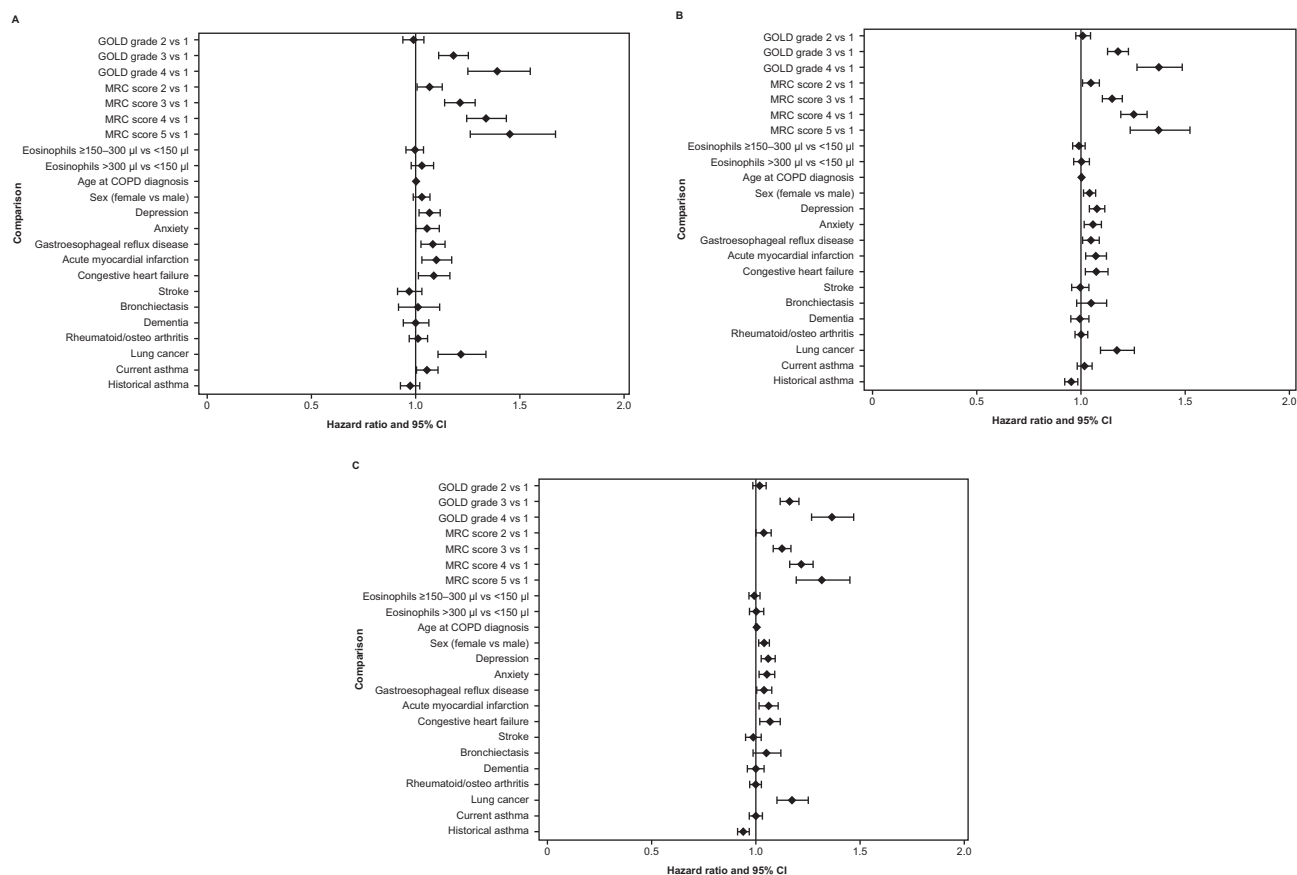 A
Comparison
GOLD grade 2 vs 1
GOLD grade 3 vs 1
GOLD grade 4 vs 1
MRC score 2 vs 1
MRC score 3 vs 1
MRC score 4 vs 1
MRC score 5 vs 1
Eosinophils ≥150–300 μl vs <150 μl
Eosinophils >300 μl vs <150 μl
Age at COPD diagnosis
Sex (female vs male)
Depression
Anxiety
Gastroesophageal reflux disease
Acute myocardial infarction
Congestive heart failure
Stroke
Bronchiectasis
Dementia
Rheumatoid/osteo arthritis
Lung cancer
Current asthma
Historical asthma
0 0.5 1.0 1.5 2.0
Hazard ratio and 95% CI
B
Comparison
GOLD grade 2 vs 1
GOLD grade 3 vs 1
GOLD grade 4 vs 1
MRC score 2 vs 1
MRC score 3 vs 1
MRC score 4 vs 1
MRC score 5 vs 1
Eosinophils ≥150–300 μl vs <150 μl
Eosinophils >300 μl vs <150 μl
Age at COPD diagnosis
Sex (female vs male)
Depression
Anxiety
Gastroesophageal reflux disease
Acute myocardial infarction
Congestive heart failure
Stroke
Bronchiectasis
Dementia
Rheumatoid/osteo arthritis
Lung cancer
Current asthma
Historical asthma
0 0.5 1.0 1.5 2.0
Hazard ratio and 95% CI
C
Comparison
GOLD grade 2 vs 1
GOLD grade 3 vs 1
GOLD grade 4 vs 1
MRC score 2 vs 1
MRC score 3 vs 1
MRC score 4 vs 1
MRC score 5 vs 1
Eosinophils ≥150–300 μl vs <150 μl
Eosinophils >300 μl vs <150 μl
Age at COPD diagnosis
Sex (female vs male)
Depression
Anxiety
Gastroesophageal reflux disease
Acute myocardial infarction
Congestive heart failure
Stroke
Bronchiectasis
Dementia
Rheumatoid/osteo arthritis
Lung cancer
Current asthma
Historical asthma
0 0.5 1.0 1.5 2.0
Hazard ratio and 95% CI